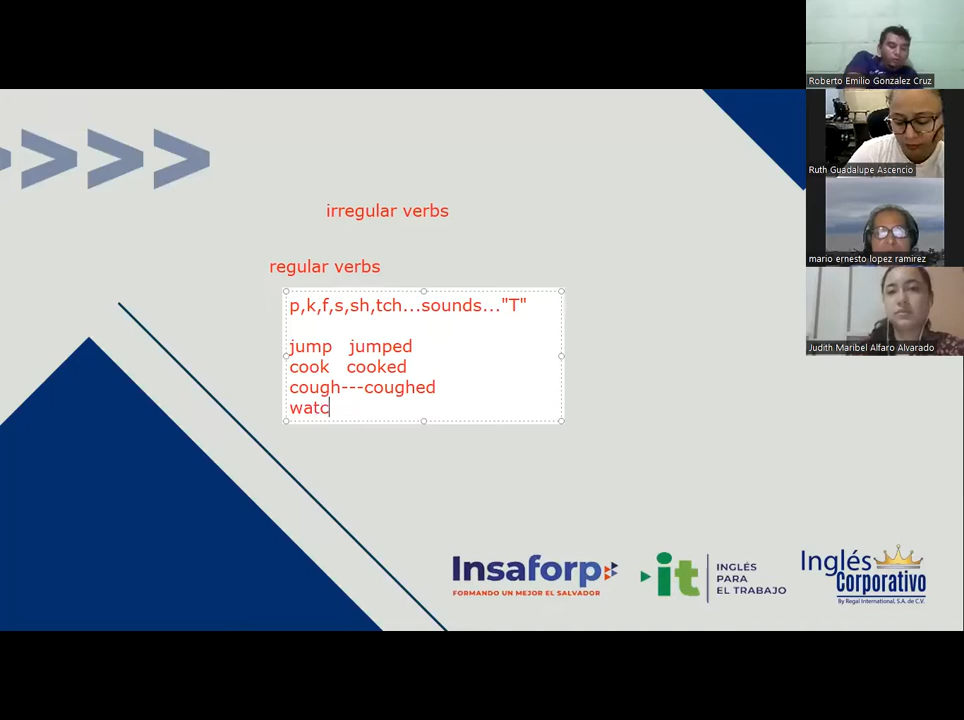 Roberto Emilio Gonzalez Cruz
Ruth Guadalupe Ascencio
mario ernesto lopez ramirez
Judith Maribel Alfaro Alvarado
irregular verbs
regular verbs
p,k,f,s,sh,tch...sounds..."T"
jump jumped
cook cooked
cough---coughed
watc
Insaforp
FORMANDO UN MEJOR EL SALVADOR
it
INGLÉS
PARA
EL TRABAJO
Inglés
Corporativo
By Regal International, S.A. de C.V.